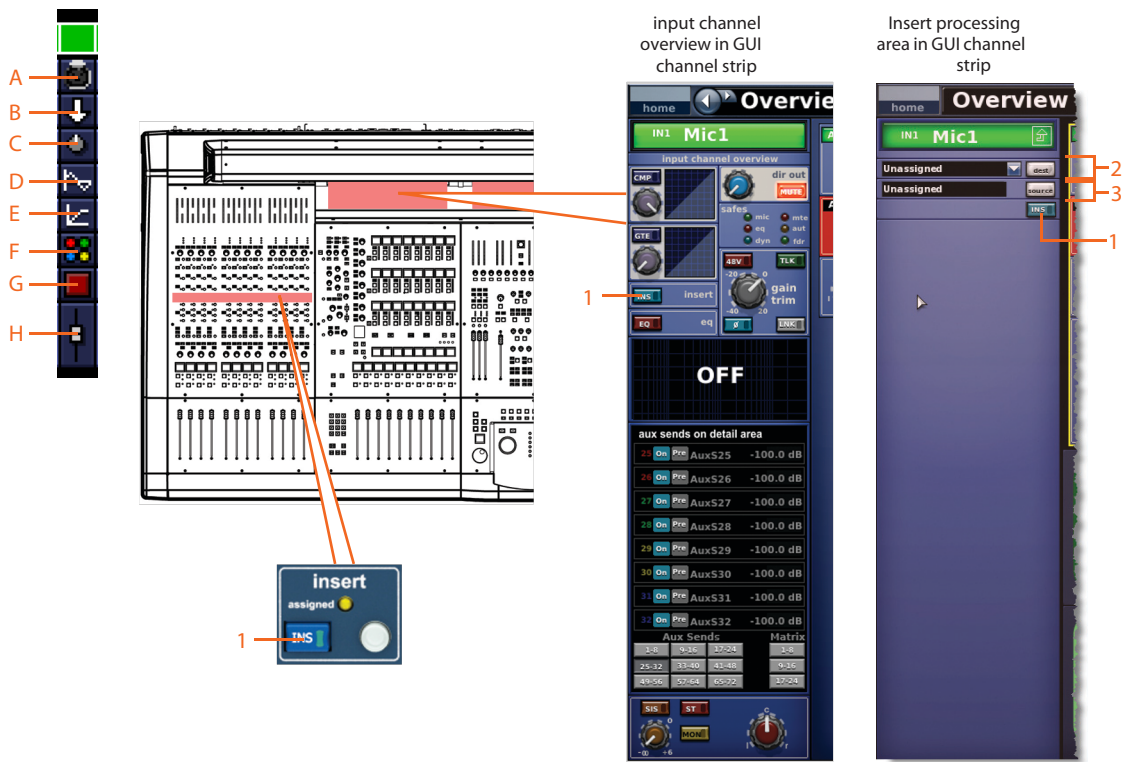 A
B
C
D
E
F
G
H
insert
assigned
INS
1
input channel
overview in GUI
channel strip
home
Overvie
IN1 Mic1
input channel overview
CMP
dir out
MUTE
safes
mic mte
eq aut
dyn fdr
GTE
48V TLK
-20 0
gain
trim
-40 20
1
INS insert
EQ eq
ø LNK
OFF
aux sends on detail area
25 On Pre AuxS25 -100.0 dB
26 On Pre AuxS26 -100.0 dB
27 On Pre AuxS27 -100.0 dB
28 On Pre AuxS28 -100.0 dB
29 On Pre AuxS29 -100.0 dB
30 On Pre AuxS30 -100.0 dB
31 On Pre AuxS31 -100.0 dB
32 On Pre AuxS32 -100.0 dB
Aux Sends Matrix
1-8 9-16 17-24 1-8
25-32 33-40 41-48 9-16
49-56 57-64 65-72 17-24
SIS ST
0
C
MON
-∞ +6
l r
Insert processing
area in GUI channel
strip
home
Overview
IN1 Mic1
Unassigned dest
2
Unassigned source
3
INS
1